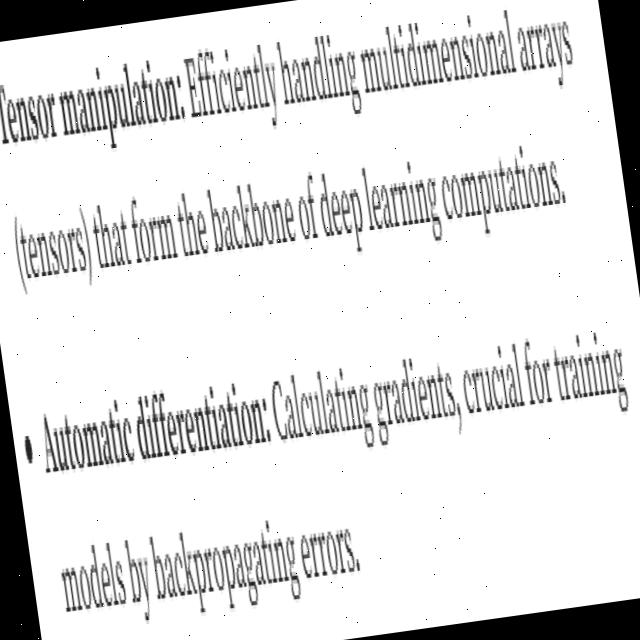 Tensor manipulation: Efficiently handling multidimensional arrays
(tensors) that form the backbone of deep learning computations.
• Automatic differentiation: Calculating gradients, crucial for training
models by backpropagating errors.